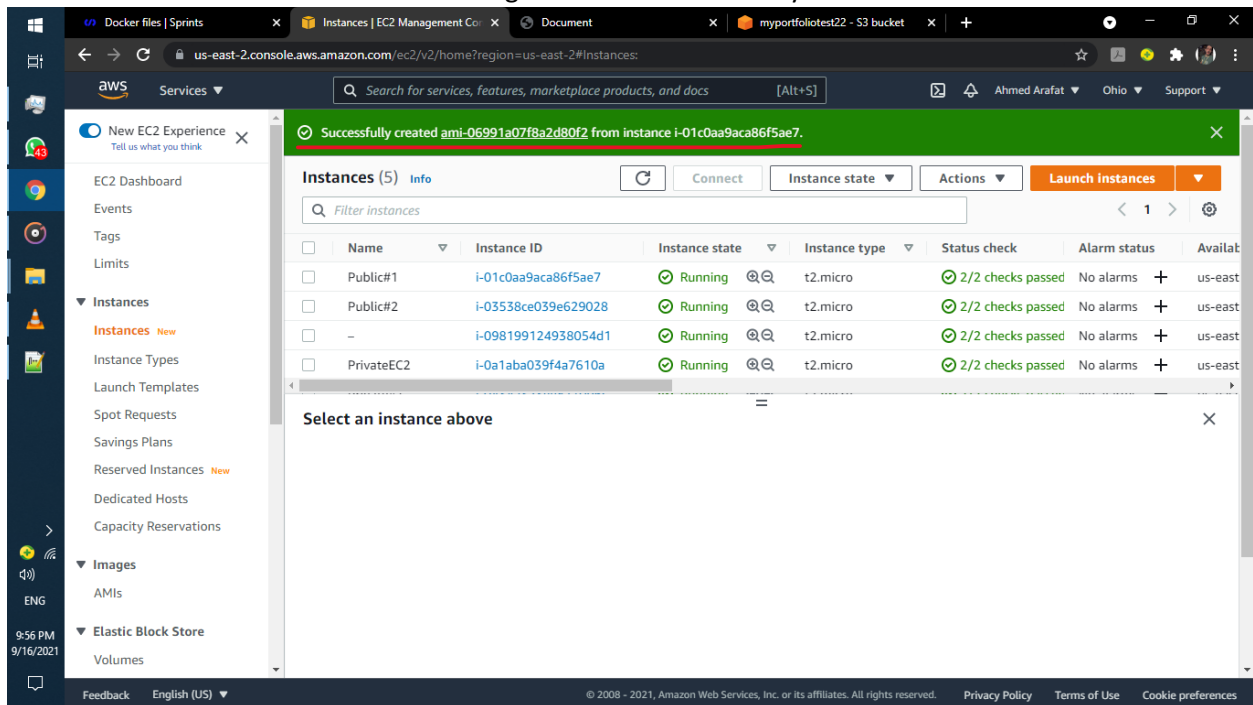 Docker files | Sprints
Instances | EC2 Management Con
Document
myportfoliotest22 - S3 bucket
us-east-2.console.aws.amazon.com/ec2/v2/home?region=us-east-2#Instances:
aws
Services
Search for services, features, marketplace products, and docs
[Alt+S]
Ahmed Arafat
Ohio
Support
New EC2 Experience
Tell us what you think
Successfully created ami-06991a07f8a2d80f2 from instance i-01c0aa9aca86f5ae7.
EC2 Dashboard
Events
Tags
Limits
Instances
Instances New
Instance Types
Launch Templates
Spot Requests
Savings Plans
Reserved Instances New
Dedicated Hosts
Capacity Reservations
Images
AMIs
Elastic Block Store
Volumes
Instances (5) Info
Connect
Instance state
Actions
Launch instances
Filter instances
1
Name Instance ID Instance state Instance type Status check Alarm status Availab
Public#1 i-01c0aa9aca86f5ae7 Running t2.micro 2/2 checks passed No alarms + us-east
Public#2 i-03538ce039e629028 Running t2.micro 2/2 checks passed No alarms + us-east
– i-098199124938054d1 Running t2.micro 2/2 checks passed No alarms + us-east
PrivateEC2 i-0a1aba039f4a7610a Running t2.micro 2/2 checks passed No alarms + us-east
Select an instance above
43
ENG
9:56 PM
9/16/2021
Feedback English (US)
© 2008 - 2021, Amazon Web Services, Inc. or its affiliates. All rights reserved. Privacy Policy Terms of Use Cookie preferences